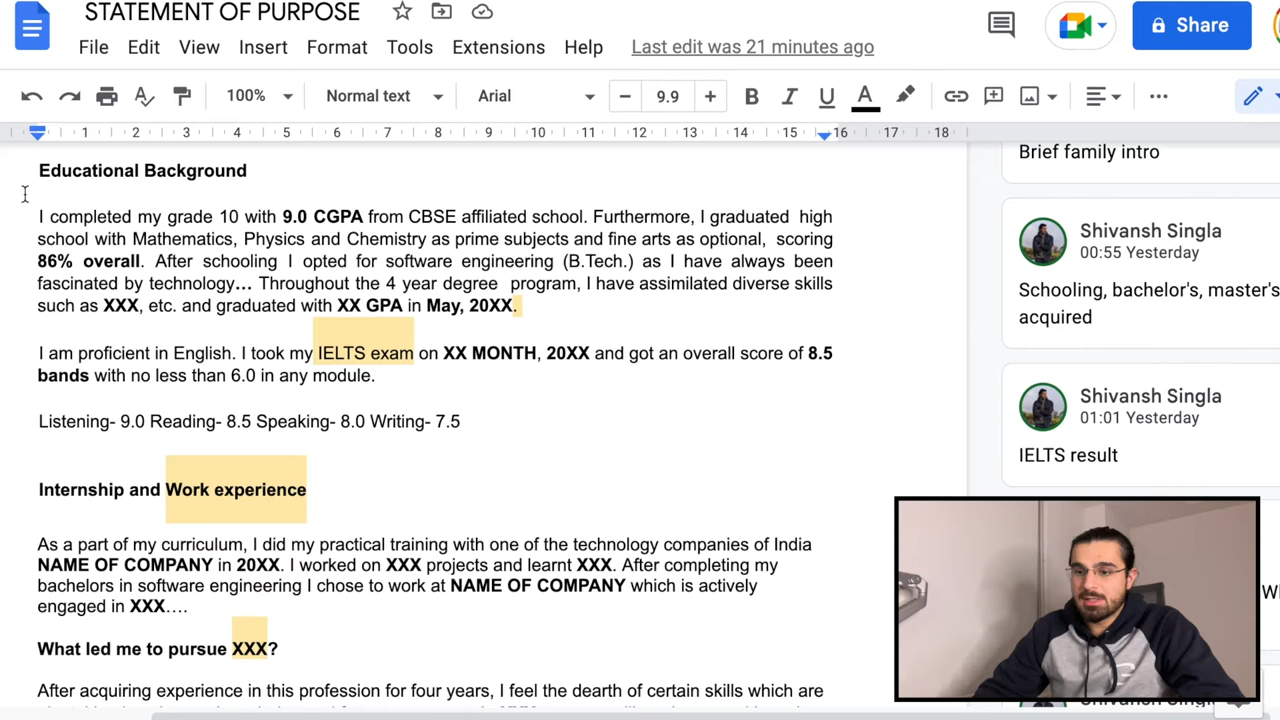 STATEMENT OF PURPOSE
File Edit View Insert Format Tools Extensions Help Last edit was 21 minutes ago
Share
100% Normal text Arial 9.9 B I U A
1 2 3 4 5 6 7 8 9 10 11 12 13 14 15 16 17 18
Educational Background
I completed my grade 10 with 9.0 CGPA from CBSE affiliated school. Furthermore, I graduated high
school with Mathematics, Physics and Chemistry as prime subjects and fine arts as optional, scoring
86% overall. After schooling I opted for software engineering (B.Tech.) as I have always been
fascinated by technology… Throughout the 4 year degree program, I have assimilated diverse skills
such as XXX, etc. and graduated with XX GPA in May, 20XX.
I am proficient in English. I took my IELTS exam on XX MONTH, 20XX and got an overall score of 8.5
bands with no less than 6.0 in any module.
Listening- 9.0 Reading- 8.5 Speaking- 8.0 Writing- 7.5
Internship and Work experience
As a part of my curriculum, I did my practical training with one of the technology companies of India
NAME OF COMPANY in 20XX. I worked on XXX projects and learnt XXX. After completing my
bachelors in software engineering I chose to work at NAME OF COMPANY which is actively
engaged in XXX….
What led me to pursue XXX?
After acquiring experience in this profession for four years, I feel the dearth of certain skills which are
Brief family intro
Shivansh Singla
00:55 Yesterday
Schooling, bachelor's, master's
acquired
Shivansh Singla
01:01 Yesterday
IELTS result